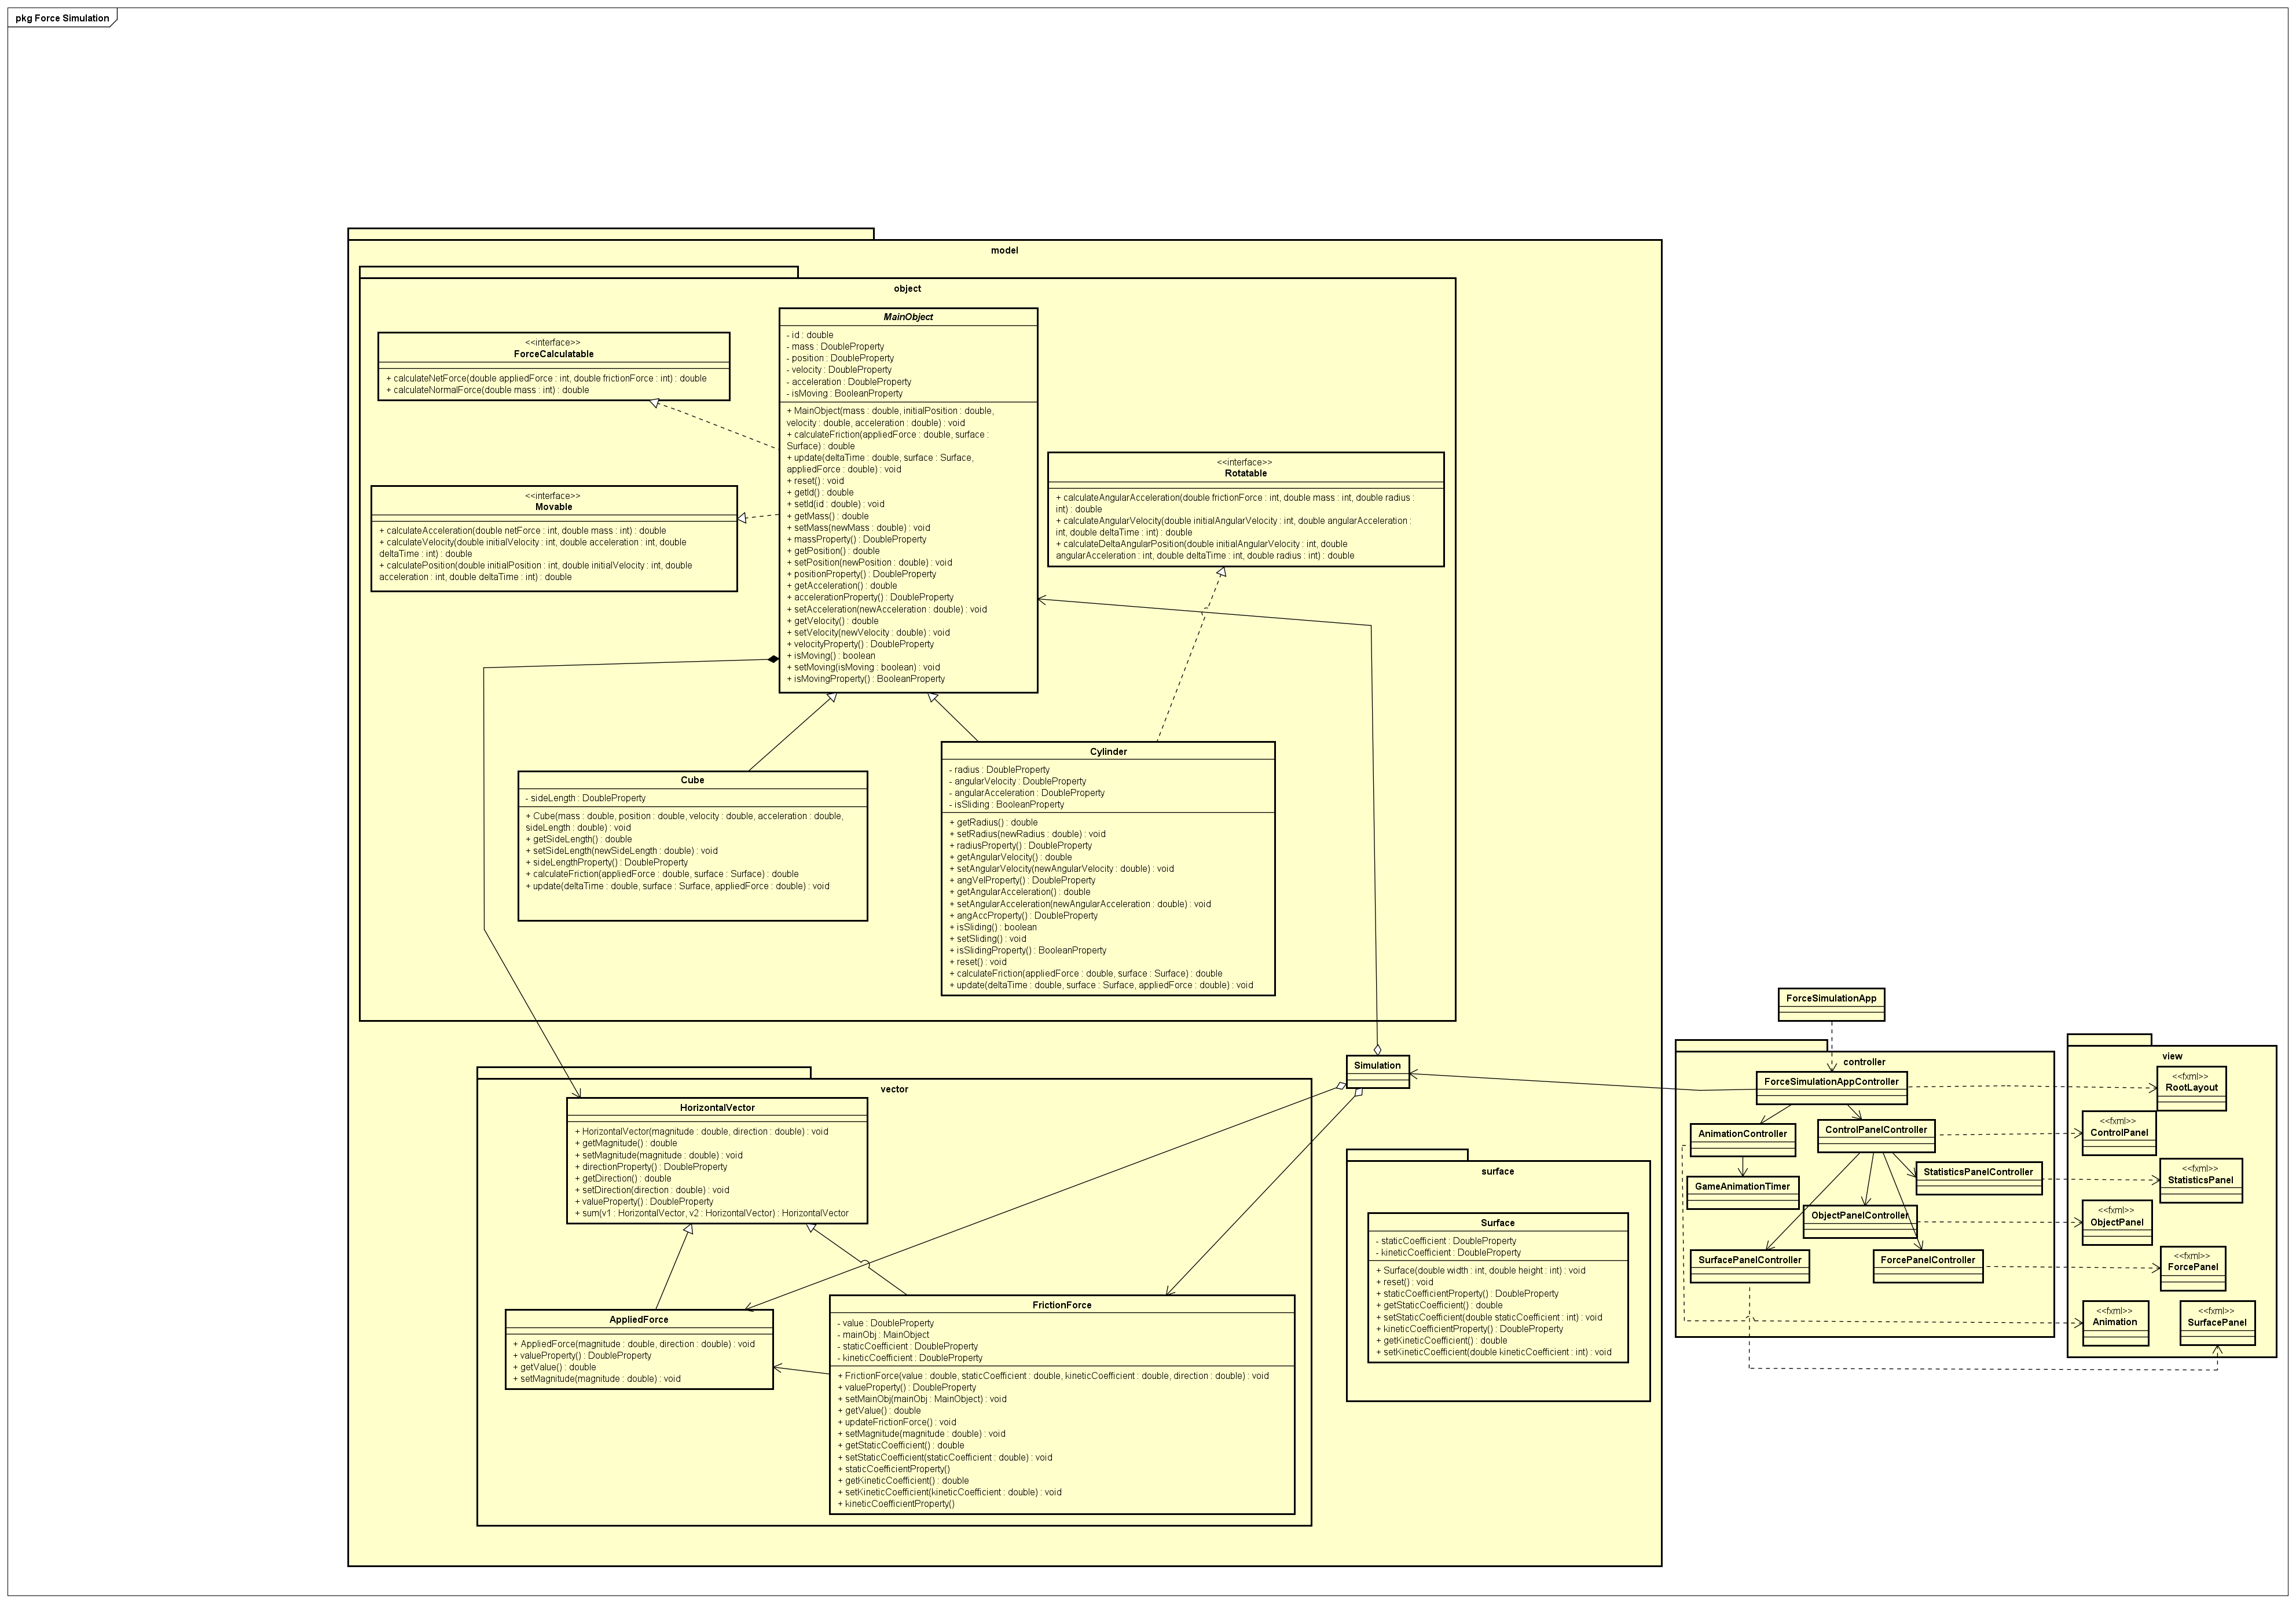 pkg Force Simulation
model
object
<<interface>>
ForceCalculatable
+ calculateNetForce(double appliedForce : int, double frictionForce : int) : double
+ calculateNormalForce(double mass : int) : double
<<interface>>
Movable
+ calculateAcceleration(double netForce : int, double mass : int) : double
+ calculateVelocity(double initialVelocity : int, double acceleration : int, double
deltaTime : int) : double
+ calculatePosition(double initialPosition : int, double initialVelocity : int, double
acceleration : int, double deltaTime : int) : double
MainObject
- id : double
- mass : DoubleProperty
- position : DoubleProperty
- velocity : DoubleProperty
- acceleration : DoubleProperty
- isMoving : BooleanProperty
+ MainObject(mass : double, initialPosition : double,
velocity : double, acceleration : double) : void
+ calculateFriction(appliedForce : double, surface :
Surface) : double
+ update(deltaTime : double, surface : Surface,
appliedForce : double) : void
+ reset() : void
+ getId() : double
+ setId(id : double) : void
+ getMass() : double
+ setMass(newMass : double) : void
+ massProperty() : DoubleProperty
+ getPosition() : double
+ setPosition(newPosition : double) : void
+ positionProperty() : DoubleProperty
+ getAcceleration() : double
+ accelerationProperty() : DoubleProperty
+ setAcceleration(newAcceleration : double) : void
+ getVelocity() : double
+ setVelocity(newVelocity : double) : void
+ velocityProperty() : DoubleProperty
+ isMoving() : boolean
+ setMoving(isMoving : boolean) : void
+ isMovingProperty() : BooleanProperty
<<interface>>
Rotatable
+ calculateAngularAcceleration(double frictionForce : int, double mass : int, double radius :
int) : double
+ calculateAngularVelocity(double initialAngularVelocity : int, double angularAcceleration :
int, double deltaTime : int) : double
+ calculateDeltaAngularPosition(double initialAngularVelocity : int, double
angularAcceleration : int, double deltaTime : int, double radius : int) : double
Cube
- sideLength : DoubleProperty
+ Cube(mass : double, position : double, velocity : double, acceleration : double,
sideLength : double) : void
+ getSideLength() : double
+ setSideLength(newSideLength : double) : void
+ sideLengthProperty() : DoubleProperty
+ calculateFriction(appliedForce : double, surface : Surface) : double
+ update(deltaTime : double, surface : Surface, appliedForce : double) : void
Cylinder
- radius : DoubleProperty
- angularVelocity : DoubleProperty
- angularAcceleration : DoubleProperty
- isSliding : BooleanProperty
+ getRadius() : double
+ setRadius(newRadius : double) : void
+ radiusProperty() : DoubleProperty
+ getAngularVelocity() : double
+ setAngularVelocity(newAngularVelocity : double) : void
+ angVelProperty() : DoubleProperty
+ getAngularAcceleration() : double
+ setAngularAcceleration(newAngularAcceleration : double) : void
+ angAccProperty() : DoubleProperty
+ isSliding() : boolean
+ setSliding() : void
+ isSlidingProperty() : BooleanProperty
+ reset() : void
+ calculateFriction(appliedForce : double, surface : Surface) : double
+ update(deltaTime : double, surface : Surface, appliedForce : double) : void
vector
HorizontalVector
+ HorizontalVector(magnitude : double, direction : double) : void
+ getMagnitude() : double
+ setMagnitude(magnitude : double) : void
+ directionProperty() : DoubleProperty
+ getDirection() : double
+ setDirection(direction : double) : void
+ valueProperty() : DoubleProperty
+ sum(v1 : HorizontalVector, v2 : HorizontalVector) : HorizontalVector
AppliedForce
+ AppliedForce(magnitude : double, direction : double) : void
+ valueProperty() : DoubleProperty
+ getValue() : double
+ setMagnitude(magnitude : double) : void
FrictionForce
- value : DoubleProperty
- mainObj : MainObject
- staticCoefficient : DoubleProperty
- kineticCoefficient : DoubleProperty
+ FrictionForce(value : double, staticCoefficient : double, kineticCoefficient : double, direction : double) : void
+ valueProperty() : DoubleProperty
+ setMainObj(mainObj : MainObject) : void
+ getValue() : double
+ updateFrictionForce() : void
+ setMagnitude(magnitude : double) : void
+ getStaticCoefficient() : double
+ setStaticCoefficient(staticCoefficient : double) : void
+ staticCoefficientProperty()
+ getKineticCoefficient() : double
+ setKineticCoefficient(kineticCoefficient : double) : void
+ kineticCoefficientProperty()
Simulation
surface
Surface
- staticCoefficient : DoubleProperty
- kineticCoefficient : DoubleProperty
+ Surface(double width : int, double height : int) : void
+ reset() : void
+ staticCoefficientProperty() : DoubleProperty
+ getStaticCoefficient() : double
+ setStaticCoefficient(double staticCoefficient : int) : void
+ kineticCoefficientProperty() : DoubleProperty
+ getKineticCoefficient() : double
+ setKineticCoefficient(double kineticCoefficient : int) : void
ForceSimulationApp
controller
ForceSimulationAppController
AnimationController
ControlPanelController
GameAnimationTimer
StatisticsPanelController
ObjectPanelController
SurfacePanelController
ForcePanelController
view
<<fxml>>
RootLayout
<<fxml>>
ControlPanel
<<fxml>>
StatisticsPanel
<<fxml>>
ObjectPanel
<<fxml>>
ForcePanel
<<fxml>>
Animation
<<fxml>>
SurfacePanel